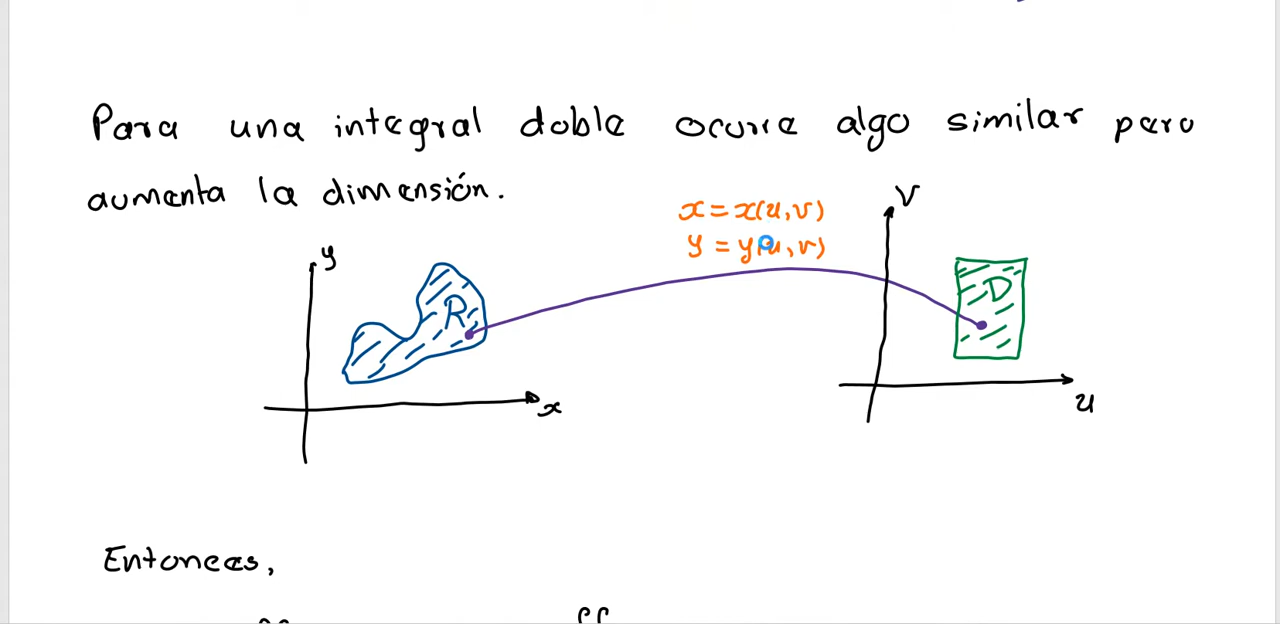 Para una integral doble ocurre algo similar pero
aumenta la dimensión.
x = x(u,v)
y = y(u,v)
y
R
x
v
D
u
Entonces,